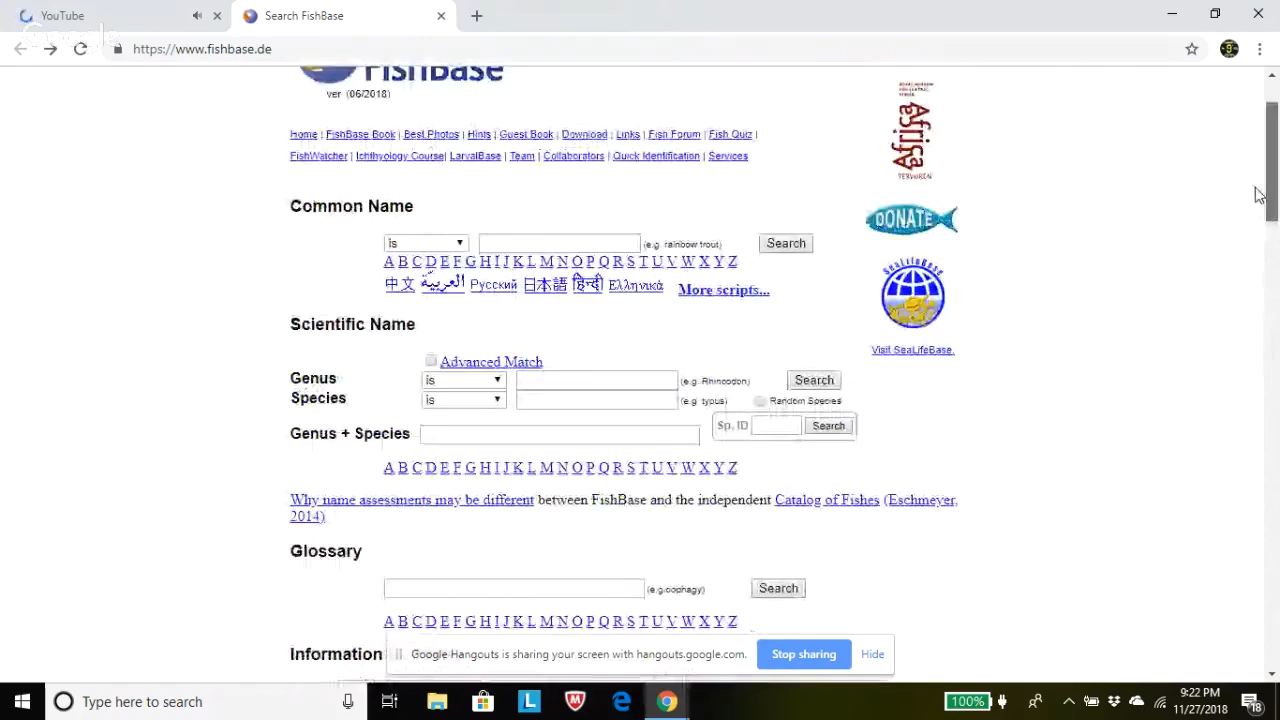 YouTube
Search FishBase
https://www.fishbase.de
FishBase
ver (06/2018)
Home | FishBase Book | Best Photos | Hints | Guest Book | Download | Links | Fish Forum | Fish Quiz |
FishWatcher | Ichthyology Course| LarvalBase | Team | Collaborators | Quick Identification | Services
TERVUREN
DONATE
SeaLifeBase
Visit SeaLifeBase.
Common Name
is
(e.g. rainbow trout)
Search
A B C D E F G H I J K L M N O P Q R S T U V W X Y Z
中文 العربية Русский 日本語 हिन्दी Ελληνικά More scripts...
Scientific Name
Advanced Match
Genus is (e.g. Rhincodon) Search
Species is (e.g. typus) Random Species
Genus + Species Sp. ID Search
A B C D E F G H I J K L M N O P Q R S T U V W X Y Z
Why name assessments may be different between FishBase and the independent Catalog of Fishes (Eschmeyer,
2014)
Glossary
(e.g.oophagy) Search
A B C D E F G H I J K L M N O P Q R S T U V W X Y Z
Information
Google Hangouts is sharing your screen with hangouts.google.com. Stop sharing Hide
Type here to search
100%
3:22 PM
11/27/2018
18